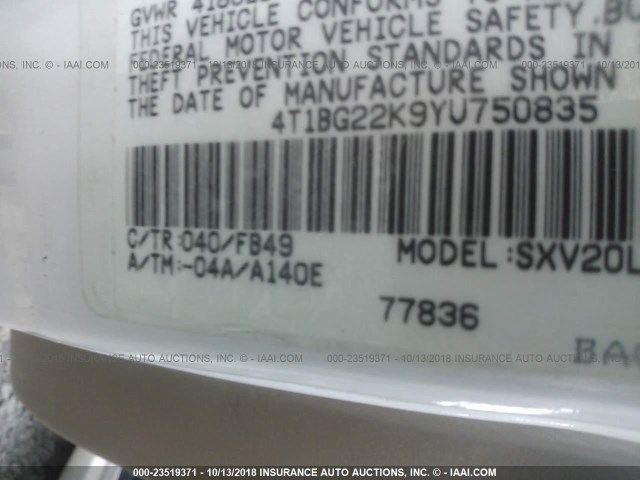 GVWR
THIS VEHICLE CONFORMS
FEDERAL MOTOR VEHICLE SAFETY,
THEFT PREVENTION STANDARDS IN
THE DATE OF MANUFACTURE SHOWN
4T1BG22K9YU750835
C/TR:040/FB49
A/TM:-04A/A140E
MODEL:SXV20L
77836
000-23519371 - 10/13/2018 INSURANCE AUTO AUCTIONS, INC. - © IAAI.COM